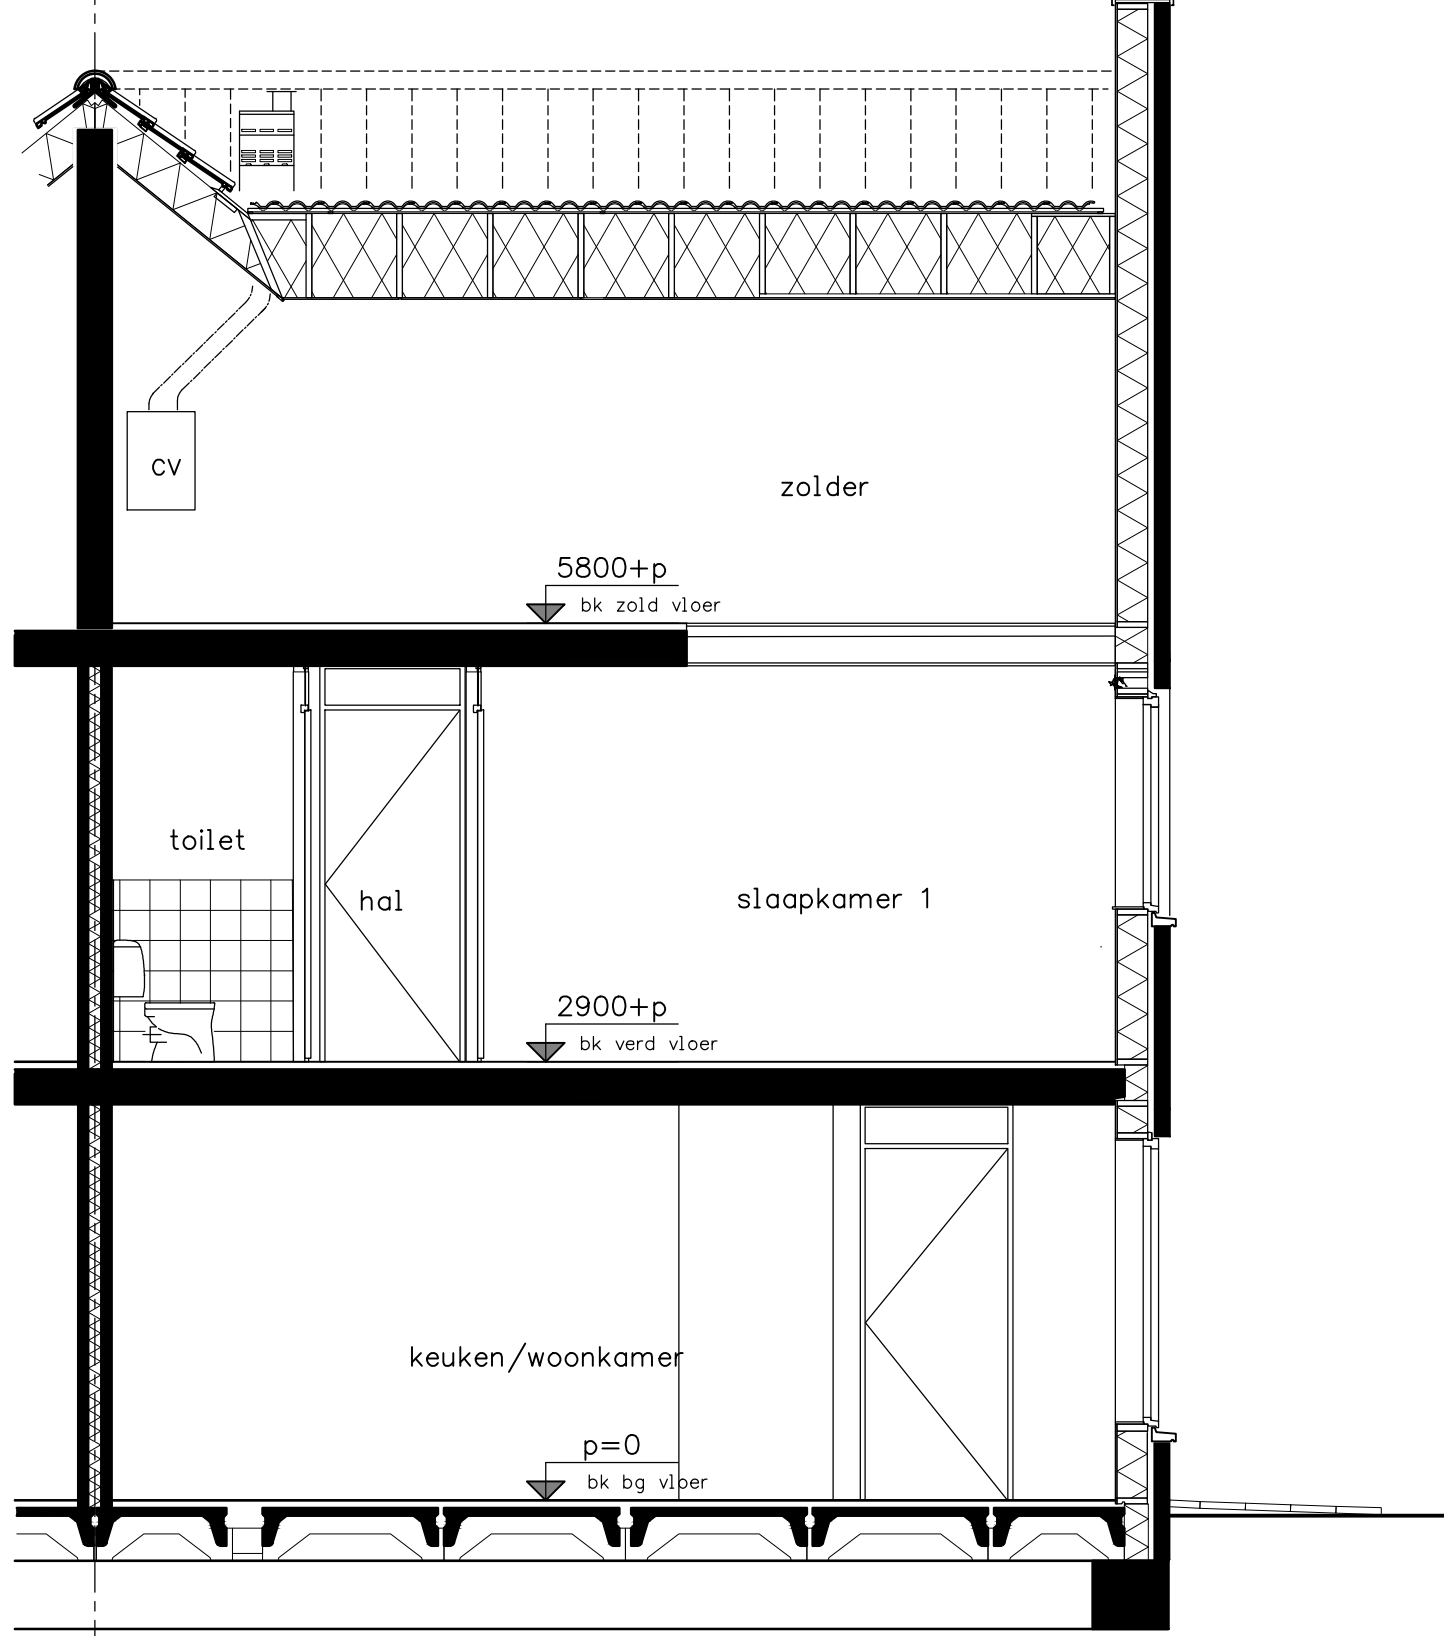 CV
zolder
5800+p
bk zold vloer
toilet
hal
slaapkamer 1
2900+p
bk verd vloer
keuken/woonkamer
p=0
bk bg vloer